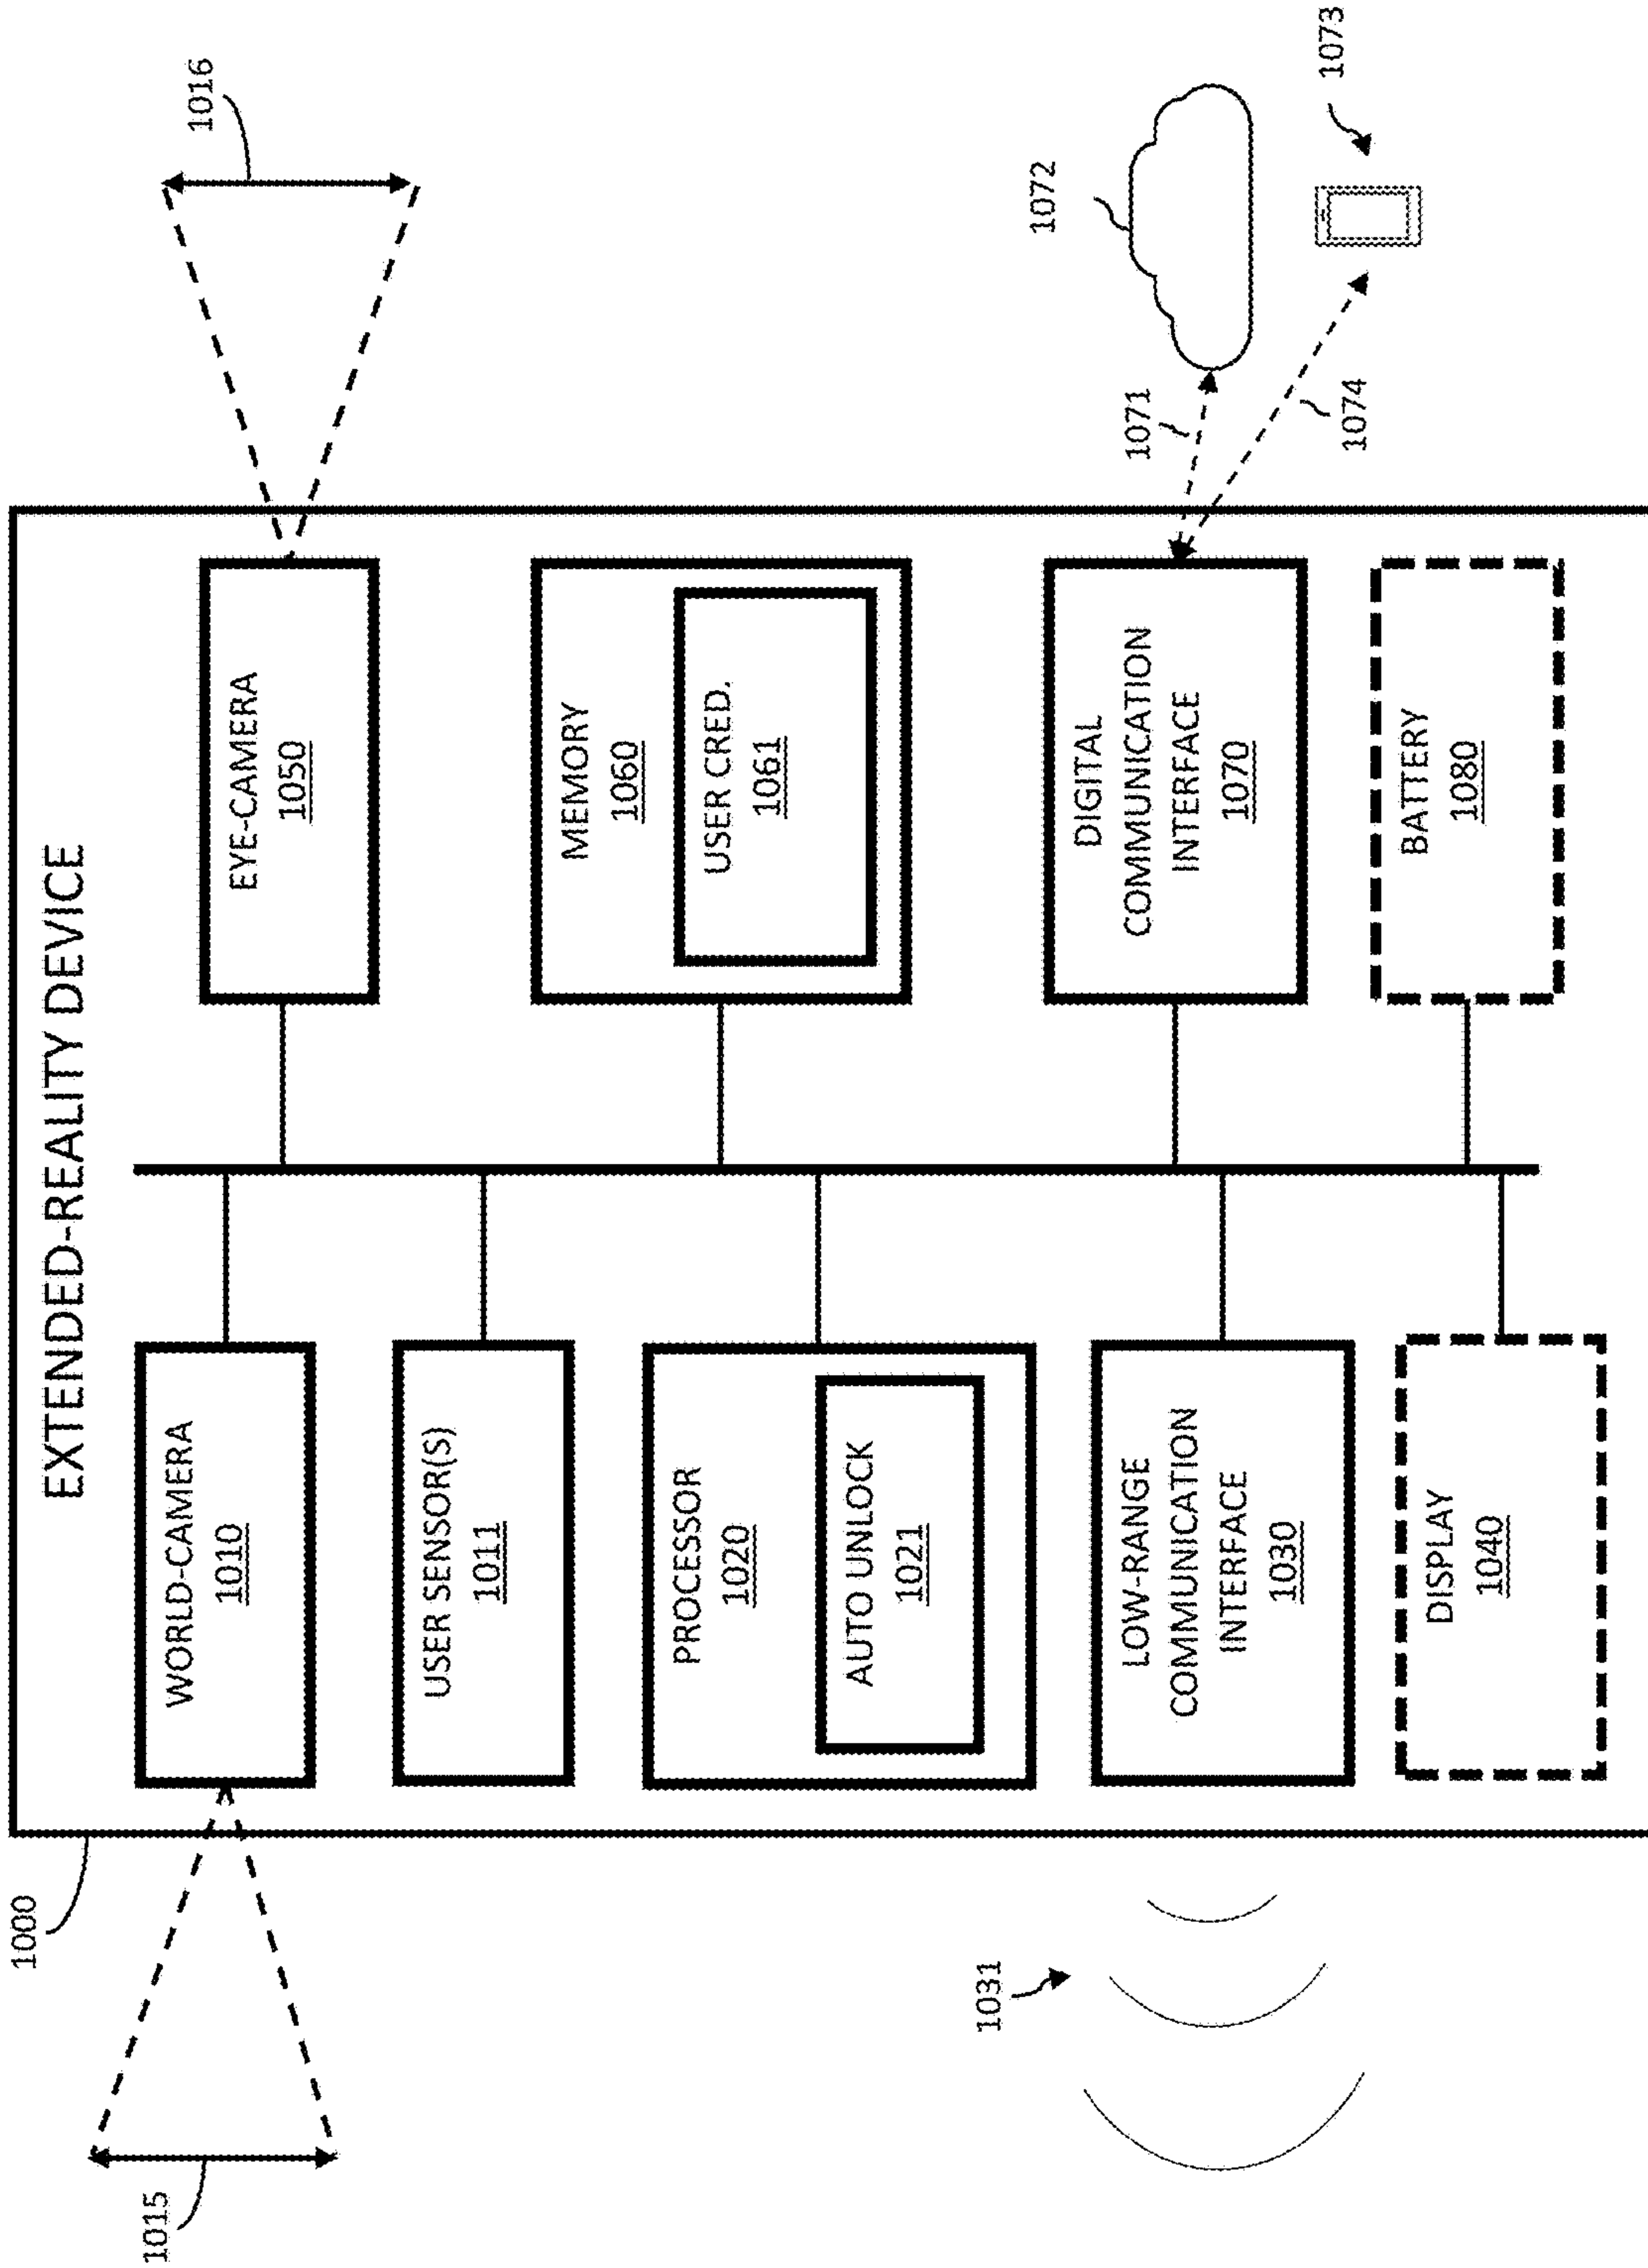 EXTENDED-REALITY DEVICE
1000
1015
WORLD-CAMERA
1010
USER SENSOR(S)
1011
PROCESSOR
1020
AUTO UNLOCK
1021
1031
LOW-RANGE
COMMUNICATION
INTERFACE
1030
DISPLAY
1040
EYE-CAMERA
1050
1016
MEMORY
1060
USER CRED.
1061
DIGITAL
COMMUNICATION
INTERFACE
1070
BATTERY
1080
1071
1072
1074
1073